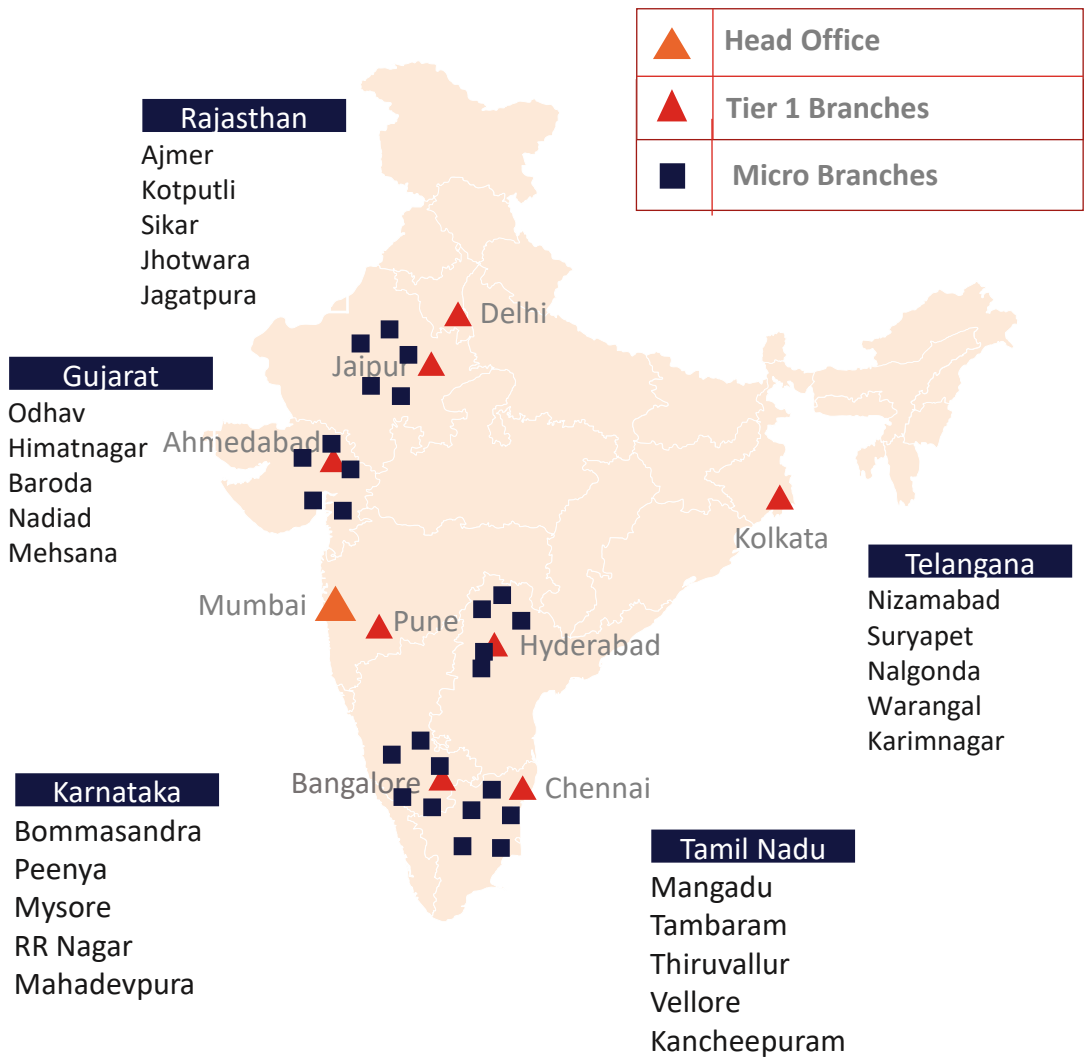 Head Office
Tier 1 Branches
Micro Branches
Rajasthan
Ajmer
Kotputli
Sikar
Jhotwara
Jagatpura
Delhi
Jaipur
Gujarat
Odhav
Himatnagar
Baroda
Nadiad
Mehsana
Ahmedabad
Kolkata
Telangana
Nizamabad
Suryapet
Nalgonda
Warangal
Karimnagar
Mumbai
Pune
Hyderabad
Bangalore
Chennai
Karnataka
Bommasandra
Peenya
Mysore
RR Nagar
Mahadevpura
Tamil Nadu
Mangadu
Tambaram
Thiruvallur
Vellore
Kancheepuram